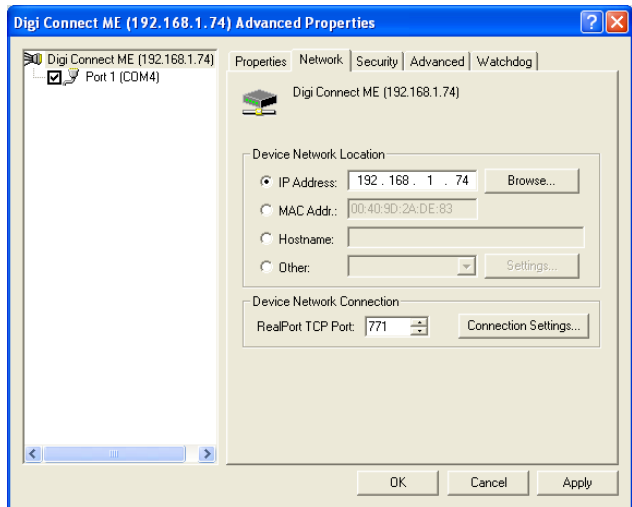 Digi Connect ME (192.168.1.74) Advanced Properties
Digi Connect ME (192.168.1.74)
Port 1 (COM4)
Properties Network Security Advanced Watchdog
Digi Connect ME (192.168.1.74)
Device Network Location
IP Address: 192 . 168 . 1 . 74 Browse...
MAC Addr.: 00:40:9D:2A:DE:83
Hostname:
Other: Settings...
Device Network Connection
RealPort TCP Port: 771 Connection Settings...
OK Cancel Apply